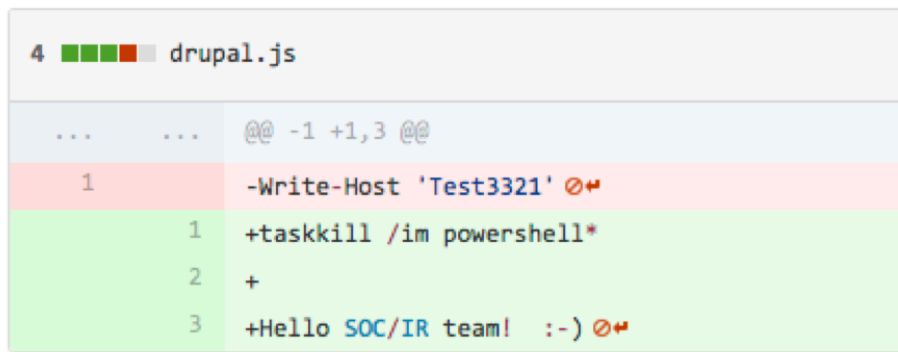 4 drupal.js
... ... @@ -1 +1,3 @@
1 -Write-Host 'Test3321'
1 +taskkill /im powershell*
2 +
3 +Hello SOC/IR team! :-)